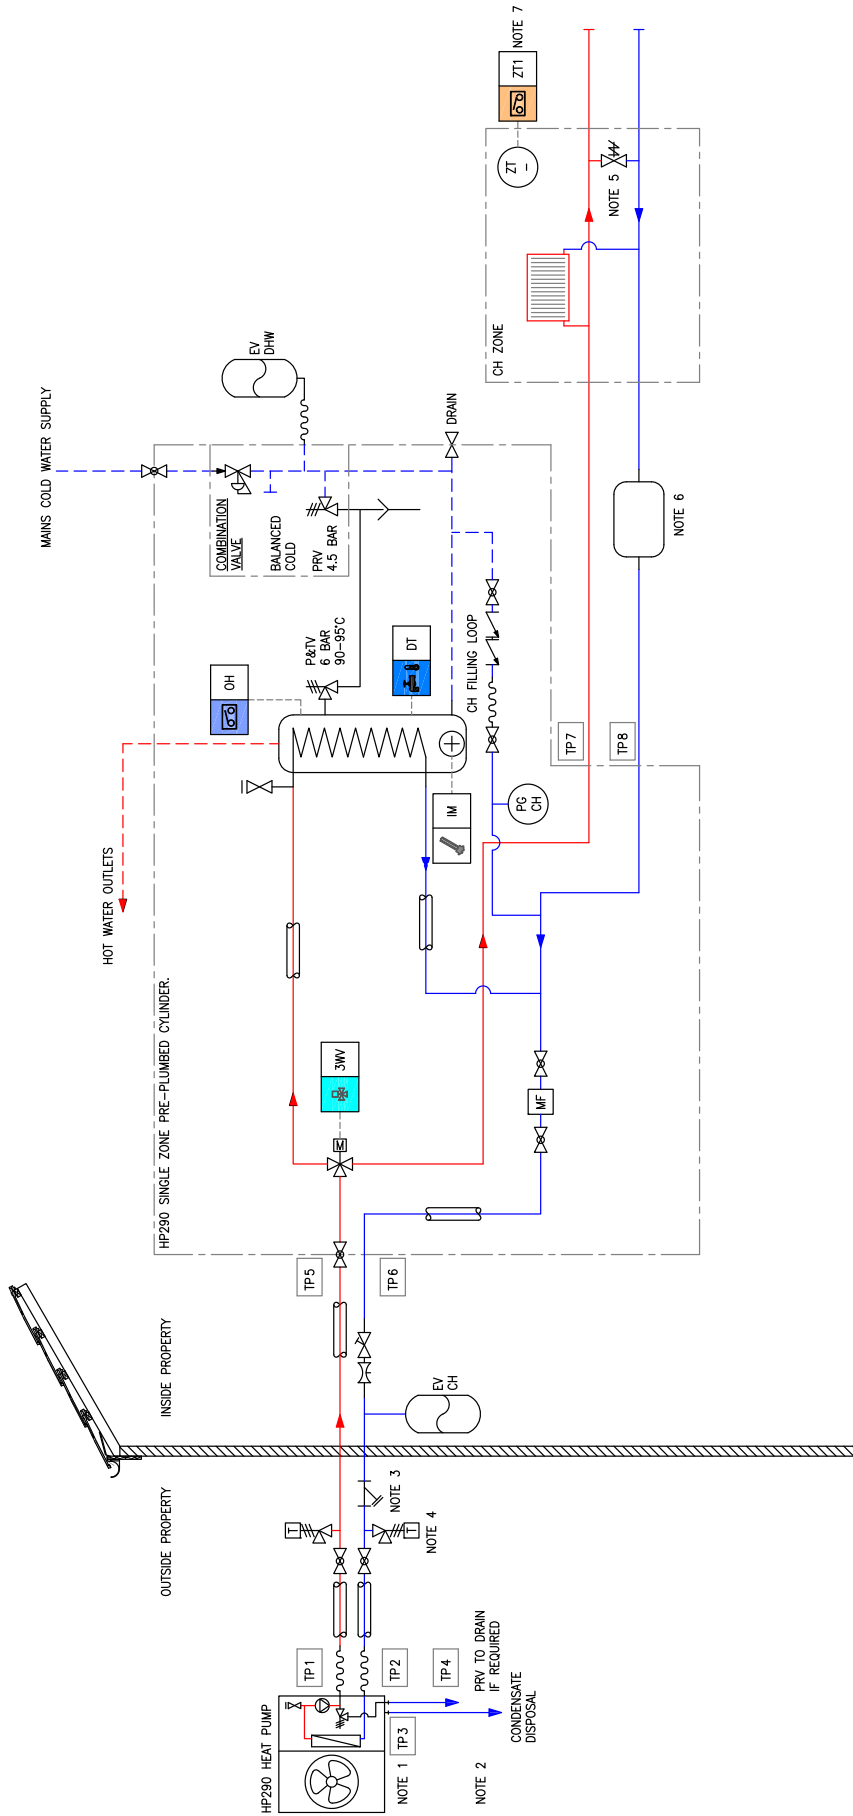 HP290 HEAT PUMP
NOTE 1
NOTE 2
TP1
TP2
TP3
TP4
PRV TO DRAIN
IF REQUIRED
CONDENSATE
DISPOSAL
OUTSIDE PROPERTY
INSIDE PROPERTY
T
T
NOTE 4
NOTE 3
EV
CH
TP5
TP6
HP290 SINGLE ZONE PRE-PLUMBED CYLINDER.
M
3WV
MF
HOT WATER OUTLETS
OH
P&TV
6 BAR
90-95°C
DT
IM
PG
CH
CH FILLING LOOP
MAINS COLD WATER SUPPLY
COMBINATION
VALVE
BALANCED
COLD
PRV
4.5 BAR
EV
DHW
DRAIN
TP7
TP8
NOTE 6
CH ZONE
NOTE 5
ZT
–
ZT1
NOTE 7